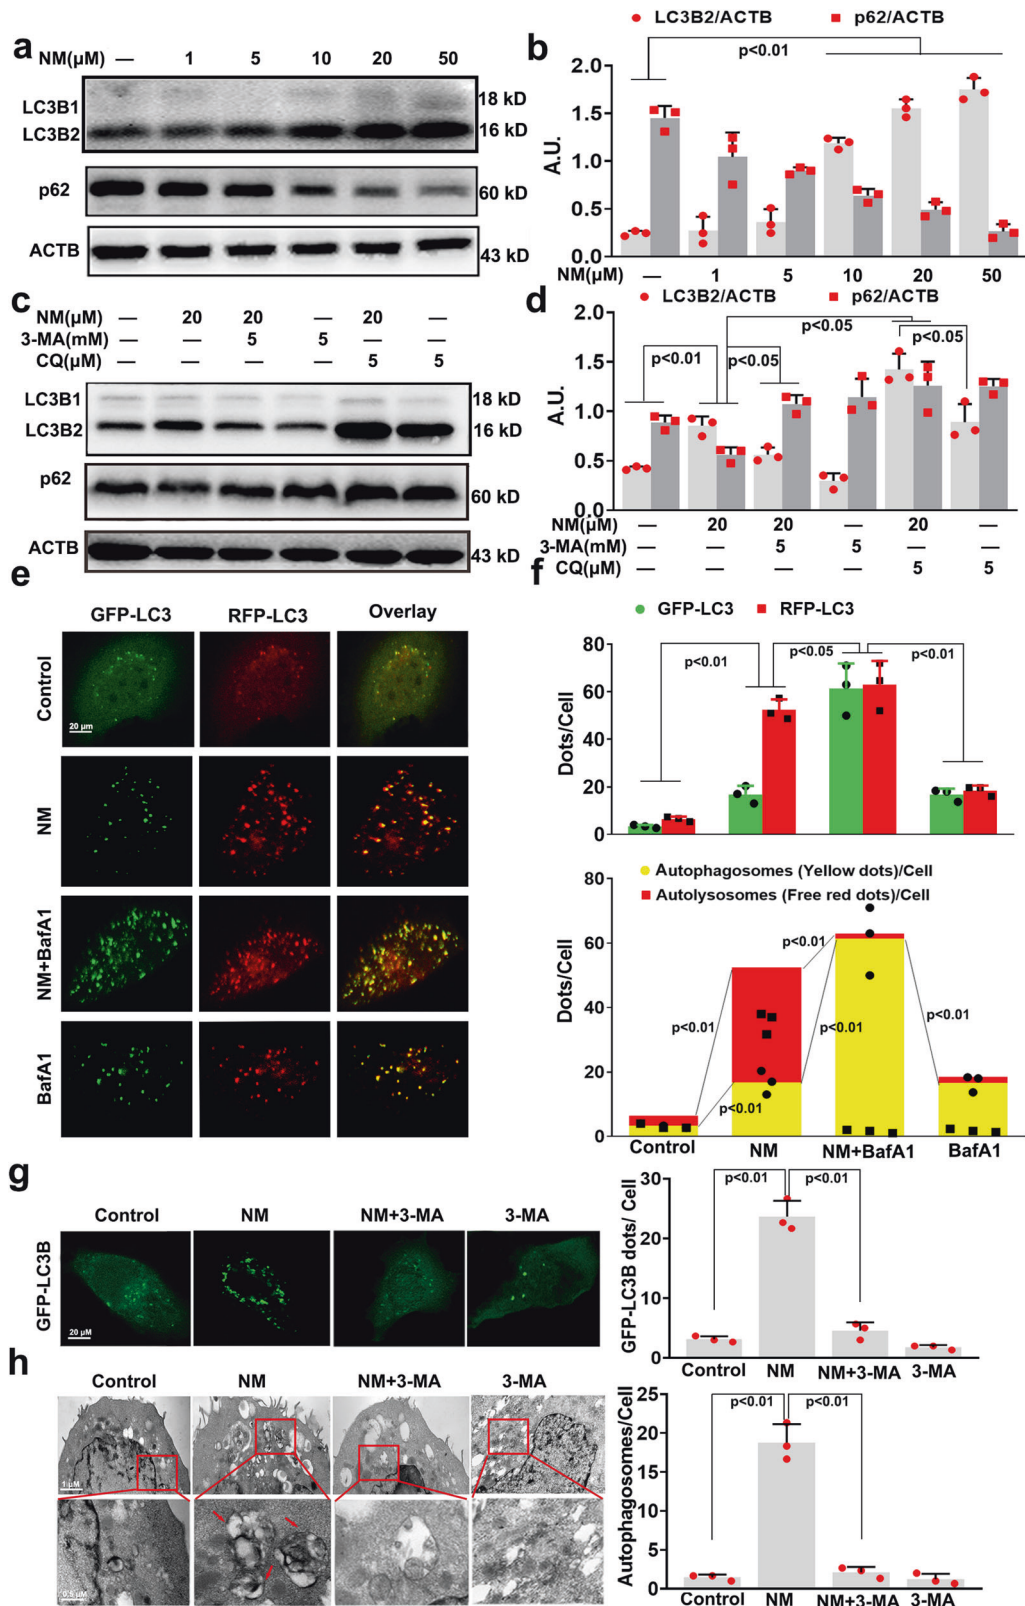 a
NM(µM) — 1 5 10 20 50
LC3B1
18 kD
LC3B2
16 kD
p62
60 kD
ACTB
43 kD
b
LC3B2/ACTB p62/ACTB
p<0.01
2.0
1.5
1.0
0.5
0.0
A.U.
NM(µM) — 1 5 10 20 50
c
NM(µM) — 20 20 — 20 —
3-MA(mM) — — 5 5 — —
CQ(µM) — — — — 5 5
LC3B1
18 kD
LC3B2
16 kD
p62
60 kD
ACTB
43 kD
d
LC3B2/ACTB p62/ACTB
p<0.05
p<0.01
p<0.05
p<0.05
2.0
1.5
1.0
0.5
0.0
A.U.
NM(µM) — 20 20 — 20 —
3-MA(mM) — — 5 5 — —
CQ(µM) — — — — 5 5
e
GFP-LC3 RFP-LC3 Overlay
Control
20 µm
NM
NM+BafA1
BafA1
f
GFP-LC3 RFP-LC3
p<0.01
p<0.05
p<0.01
80
60
40
20
0
Dots/Cell
Autophagosomes (Yellow dots)/Cell
Autolysosomes (Free red dots)/Cell
80
60
40
20
0
Dots/Cell
p<0.01
p<0.01
p<0.01
p<0.01
p<0.01
Control NM NM+BafA1 BafA1
g
Control NM NM+3-MA 3-MA
GFP-LC3B
20 µM
GFP-LC3B dots/ Cell
30
20
10
0
p<0.01 p<0.01
Control NM NM+3-MA 3-MA
h
Control NM NM+3-MA 3-MA
1 µM
0.5 µM
Autophagosomes/Cell
25
20
15
10
5
0
p<0.01 p<0.01
Control NM NM+3-MA 3-MA